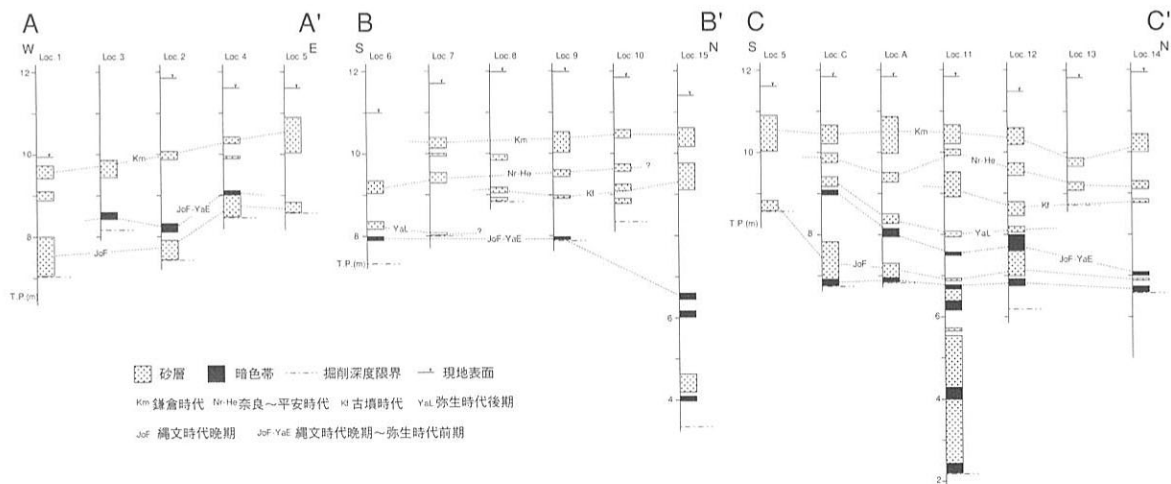 A A' B B' C C'
W E S N S N
Loc. 1 Loc. 3 Loc. 2 Loc. 4 Loc. 5 Loc. 6 Loc. 7 Loc. 8 Loc. 9 Loc. 10 Loc. 15 Loc. 5 Loc. C Loc. A Loc. 11 Loc. 12 Loc. 13 Loc. 14
12 12 12
Km Km Km
10 10 10
Nr-He ? Nr-He
JoF-YaE Kf Kf
YaL ? YaL
8 8 8
JoF JoF-YaE JoF JoF-YaE
T.P.(m) T.P.(m) T.P.(m)
6 6
4 4
2
砂層 暗色帯 掘削深度限界 現地表面
Km 鎌倉時代 Nr-He 奈良～平安時代 Kf 古墳時代 YaL 弥生時代後期
JoF 縄文時代晩期 JoF-YaE 縄文時代晩期～弥生時代前期